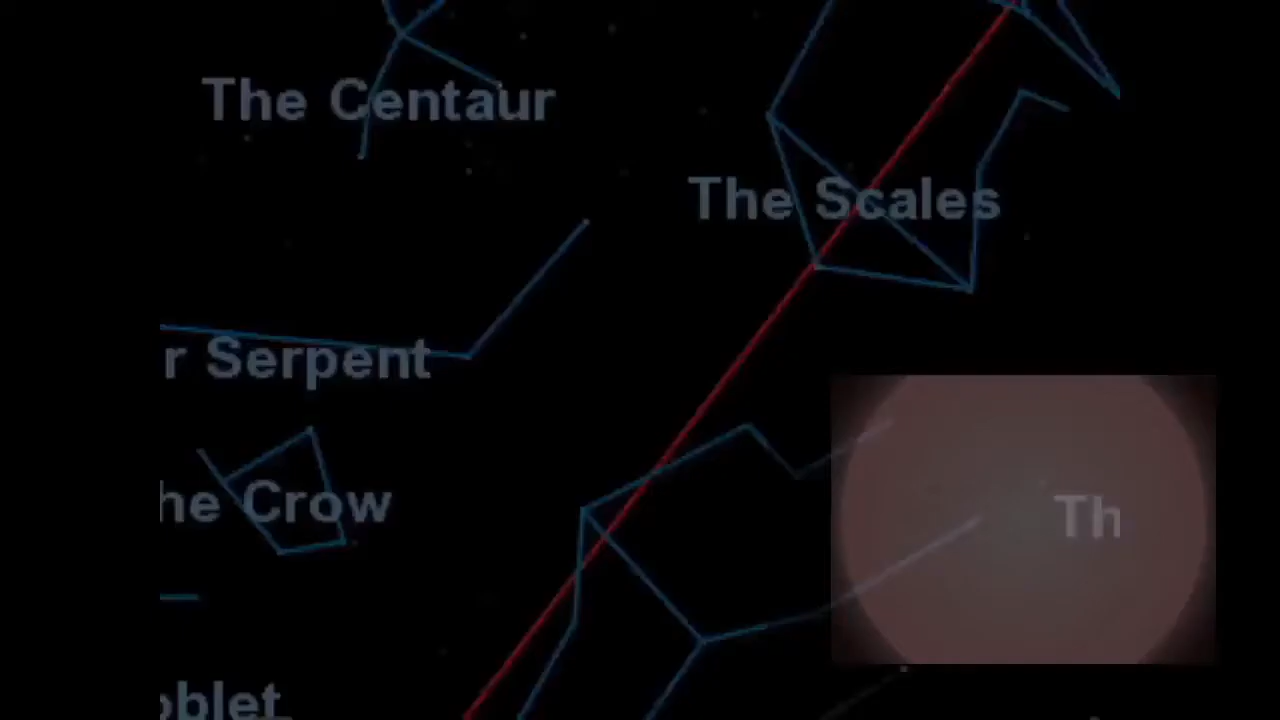 The Centaur
The Scales
r Serpent
he Crow
Th
oblet